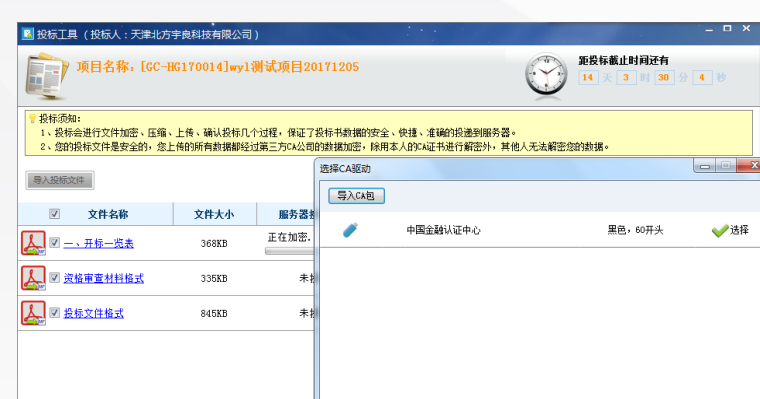 投标工具 （投标人：天津北方宇良科技有限公司）
项目名称：[GC-HG170014]wyl测试项目20171205
距投标截止时间还有
14 天 3 时 30 分 4 秒
投标须知:
1、投标会进行文件加密、压缩、上传、确认投标几个过程，保证了投标书数据的安全、快捷、准确的投递到服务器。
2、您的投标文件是安全的，您上传的所有数据都经过第三方CA公司的数据加密，除用本人的CA证书进行解密外，其他人无法解密您的数据。
导入投标文件
选择CA驱动
导入CA包
文件名称 文件大小 服务器
中国金融认证中心 黑色，60开头 选择
一、开标一览表 368KB 正在加密.
资格审查材料格式 335KB 未
投标文件格式 845KB 未